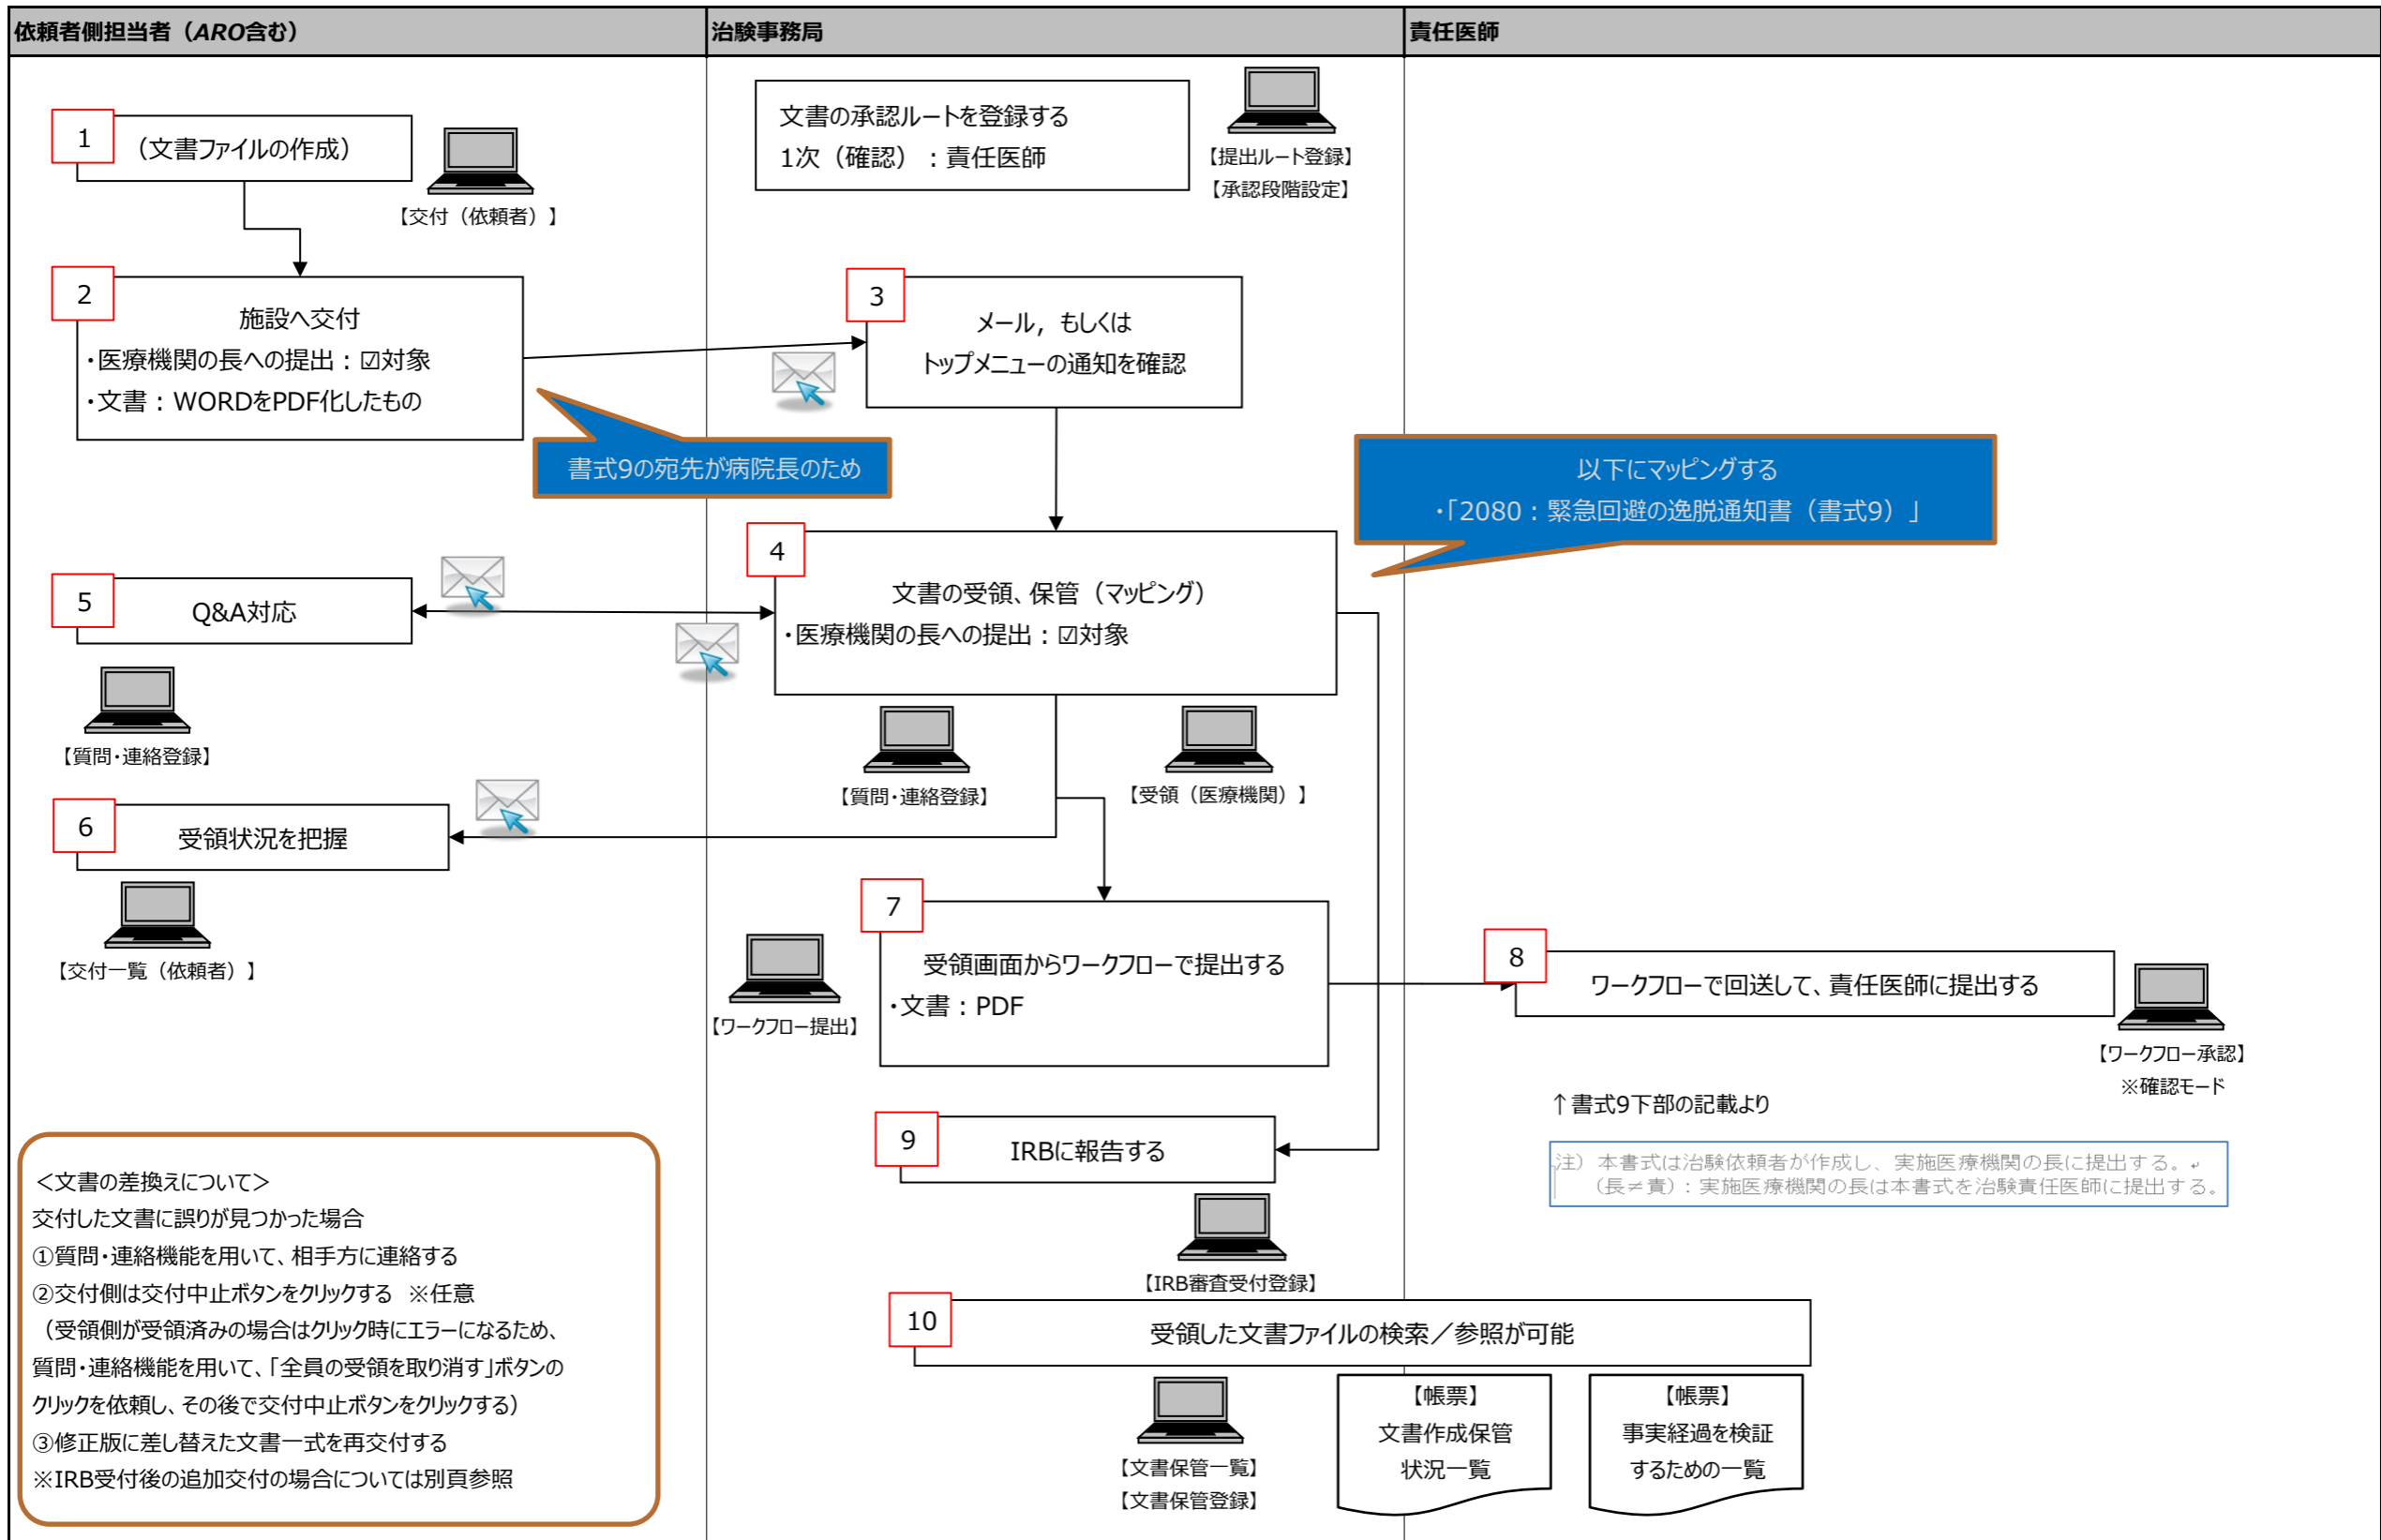 依頼者側担当者（ARO含む）
治験事務局
責任医師
1
（文書ファイルの作成）
【交付（依頼者）】
文書の承認ルートを登録する
1次（確認）：責任医師
【提出ルート登録】
【承認段階設定】
2
施設へ交付
・医療機関の長への提出：☑対象
・文書：WORDをPDF化したもの
3
メール，もしくは
トップメニューの通知を確認
書式9の宛先が病院長のため
以下にマッピングする
・「2080：緊急回避の逸脱通知書（書式9）」
4
文書の受領、保管（マッピング）
・医療機関の長への提出：☑対象
5
Q&A対応
【質問・連絡登録】
【質問・連絡登録】
【受領（医療機関）】
6
受領状況を把握
【交付一覧（依頼者）】
7
受領画面からワークフローで提出する
・文書：PDF
【ワークフロー提出】
8
ワークフローで回送して、責任医師に提出する
【ワークフロー承認】
※確認モード
↑書式9下部の記載より
注）本書式は治験依頼者が作成し、実施医療機関の長に提出する。↵
（長≠責）：実施医療機関の長は本書式を治験責任医師に提出する。
9
IRBに報告する
【IRB審査受付登録】
10
受領した文書ファイルの検索／参照が可能
【文書保管一覧】
【文書保管登録】
【帳票】
文書作成保管
状況一覧
【帳票】
事実経過を検証
するための一覧
＜文書の差換えについて＞
交付した文書に誤りが見つかった場合
①質問・連絡機能を用いて、相手方に連絡する
②交付側は交付中止ボタンをクリックする　※任意
（受領側が受領済みの場合はクリック時にエラーになるため、
質問・連絡機能を用いて、「全員の受領を取り消す」ボタンの
クリックを依頼し、その後で交付中止ボタンをクリックする）
③修正版に差し替えた文書一式を再交付する
※IRB受付後の追加交付の場合については別頁参照